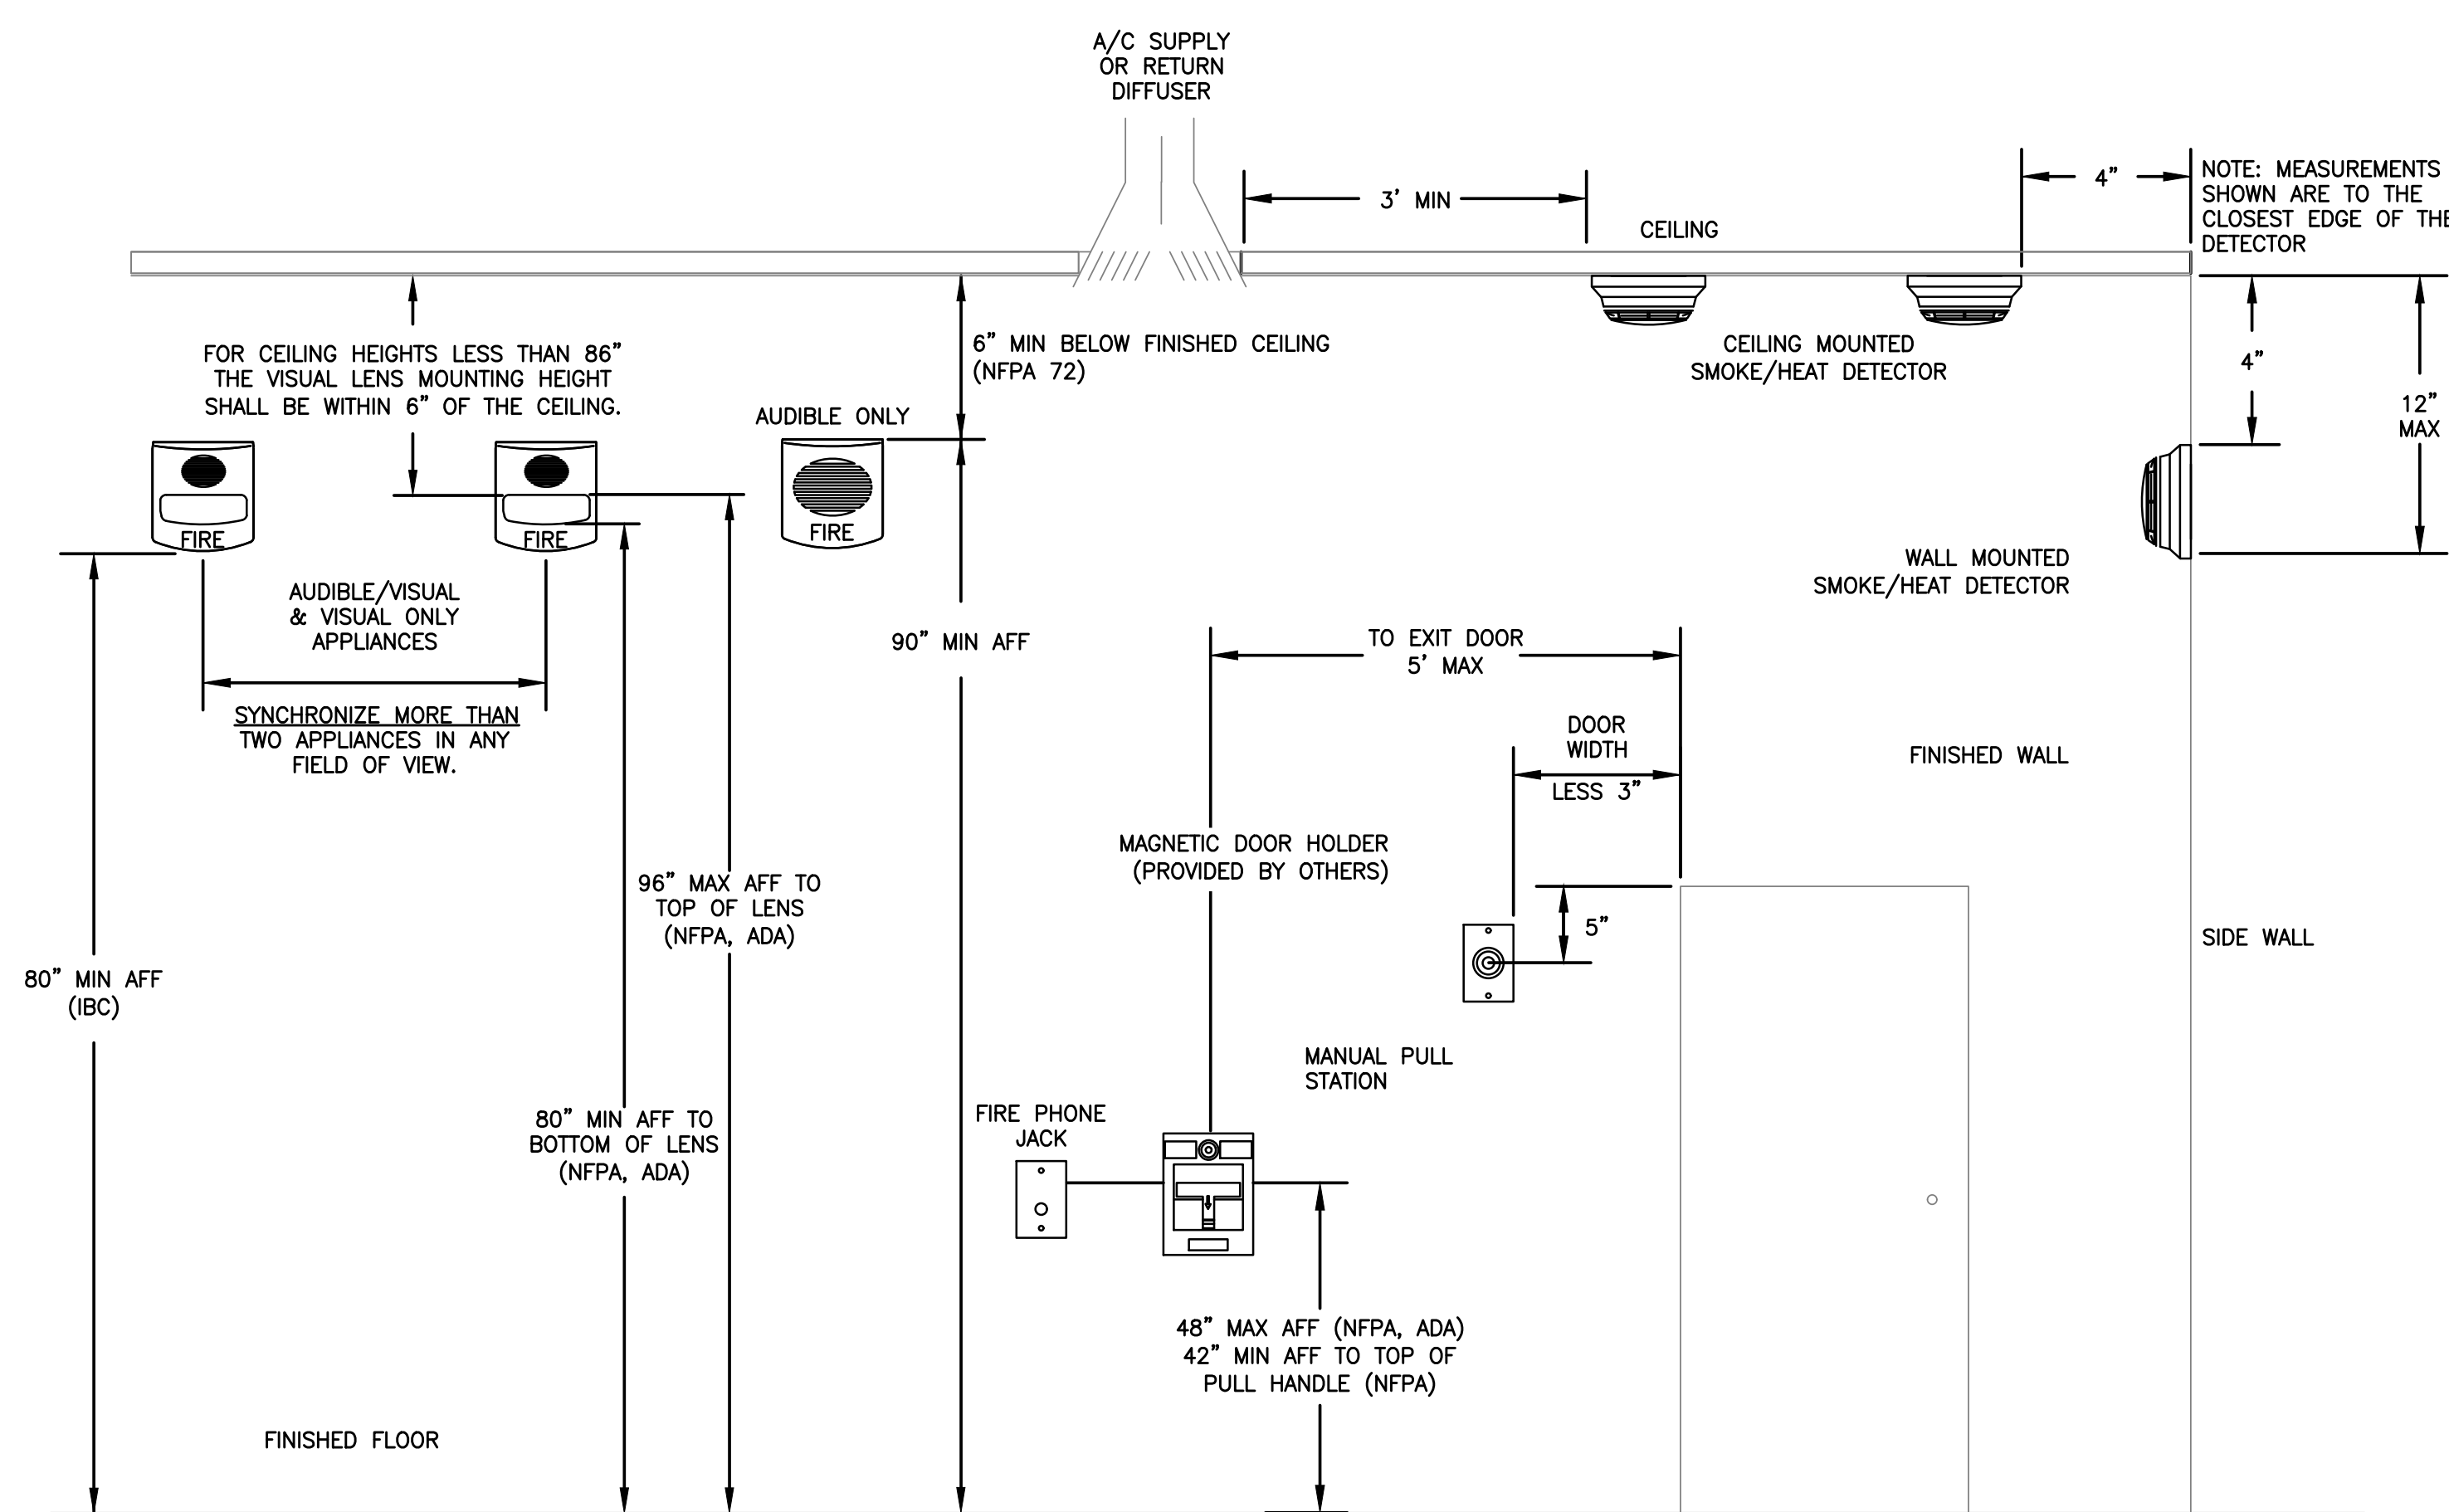 A/C SUPPLY
OR RETURN
DIFFUSER
3' MIN
4"
NOTE: MEASUREMENTS
SHOWN ARE TO THE
CLOSEST EDGE OF THE
DETECTOR
CEILING
FOR CEILING HEIGHTS LESS THAN 86"
THE VISUAL LENS MOUNTING HEIGHT
SHALL BE WITHIN 6" OF THE CEILING.
6" MIN BELOW FINISHED CEILING
(NFPA 72)
CEILING MOUNTED
SMOKE/HEAT DETECTOR
4"
12"
MAX
AUDIBLE ONLY
FIRE
FIRE
FIRE
WALL MOUNTED
SMOKE/HEAT DETECTOR
AUDIBLE/VISUAL
& VISUAL ONLY
APPLIANCES
90" MIN AFF
TO EXIT DOOR
5' MAX
SYNCHRONIZE MORE THAN
TWO APPLIANCES IN ANY
FIELD OF VIEW.
DOOR
WIDTH
LESS 3"
FINISHED WALL
MAGNETIC DOOR HOLDER
(PROVIDED BY OTHERS)
96" MAX AFF TO
TOP OF LENS
(NFPA, ADA)
5"
SIDE WALL
80" MIN AFF
(IBC)
MANUAL PULL
STATION
80" MIN AFF TO
BOTTOM OF LENS
(NFPA, ADA)
FIRE PHONE
JACK
48" MAX AFF (NFPA, ADA)
42" MIN AFF TO TOP OF
PULL HANDLE (NFPA)
FINISHED FLOOR